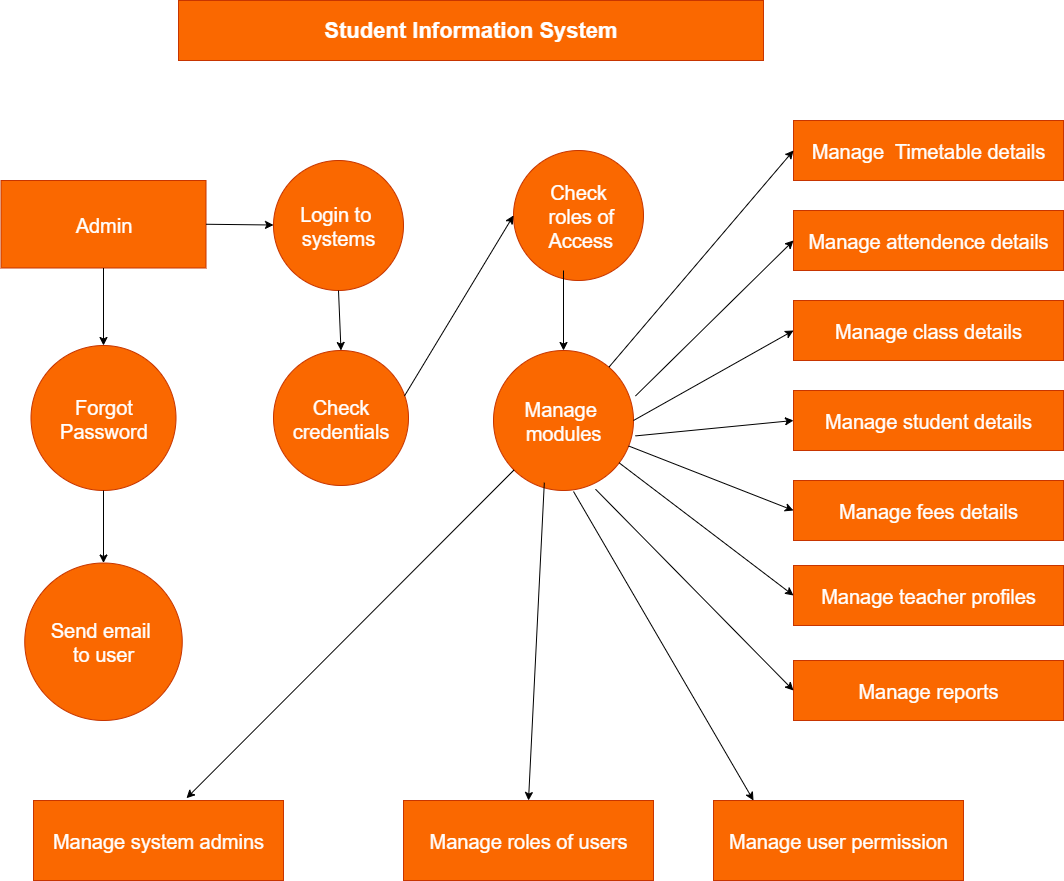 Student Information System
Admin
Login to
systems
Check
roles of
Access
Manage  Timetable details
Manage attendence details
Manage class details
Manage student details
Manage fees details
Manage teacher profiles
Manage reports
Forgot
Password
Check
credentials
Manage
modules
Send email
to user
Manage system admins
Manage roles of users
Manage user permission